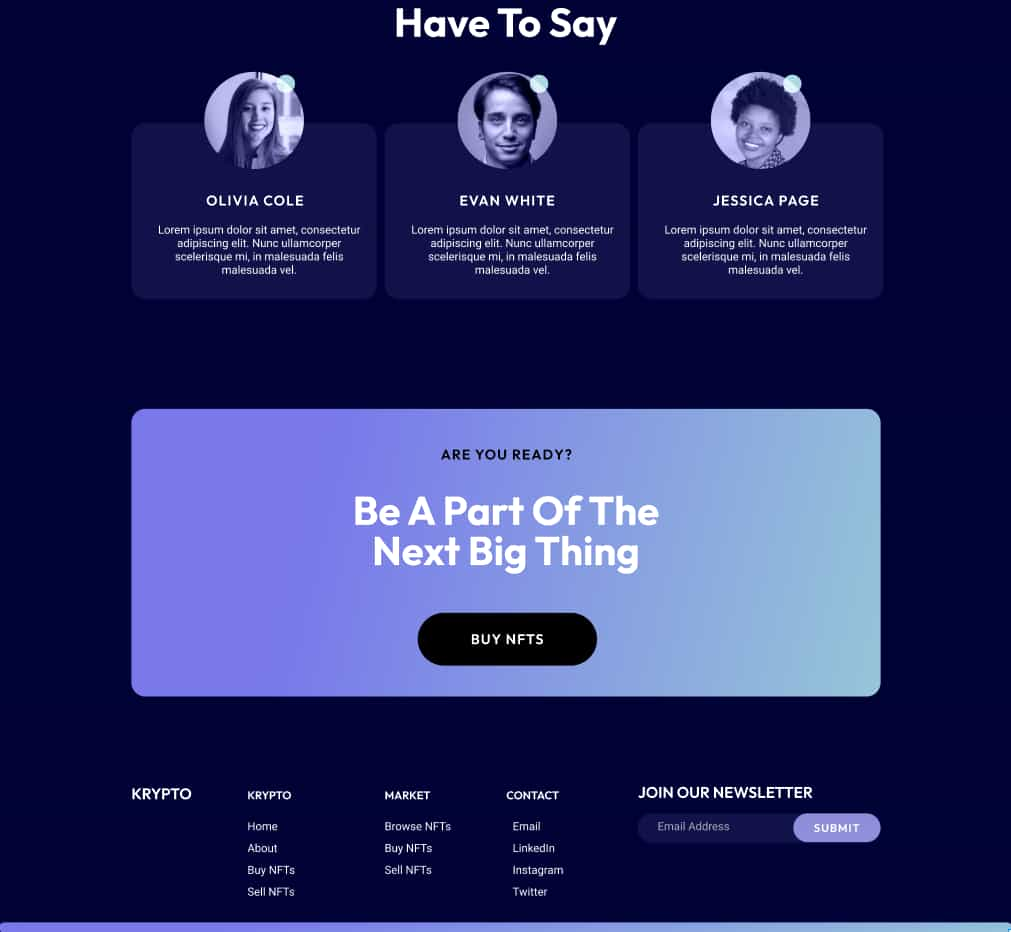 Have To Say
OLIVIA COLE
Lorem ipsum dolor sit amet, consectetur
adipiscing elit. Nunc ullamcorper
scelerisque mi, in malesuada felis
malesuada vel.
EVAN WHITE
Lorem ipsum dolor sit amet, consectetur
adipiscing elit. Nunc ullamcorper
scelerisque mi, in malesuada felis
malesuada vel.
JESSICA PAGE
Lorem ipsum dolor sit amet, consectetur
adipiscing elit. Nunc ullamcorper
scelerisque mi, in malesuada felis
malesuada vel.
ARE YOU READY?
Be A Part Of The
Next Big Thing
BUY NFTS
KRYPTO
KRYPTO
Home
About
Buy NFTs
Sell NFTs
MARKET
Browse NFTs
Buy NFTs
Sell NFTs
CONTACT
Email
LinkedIn
Instagram
Twitter
JOIN OUR NEWSLETTER
Email Address
SUBMIT